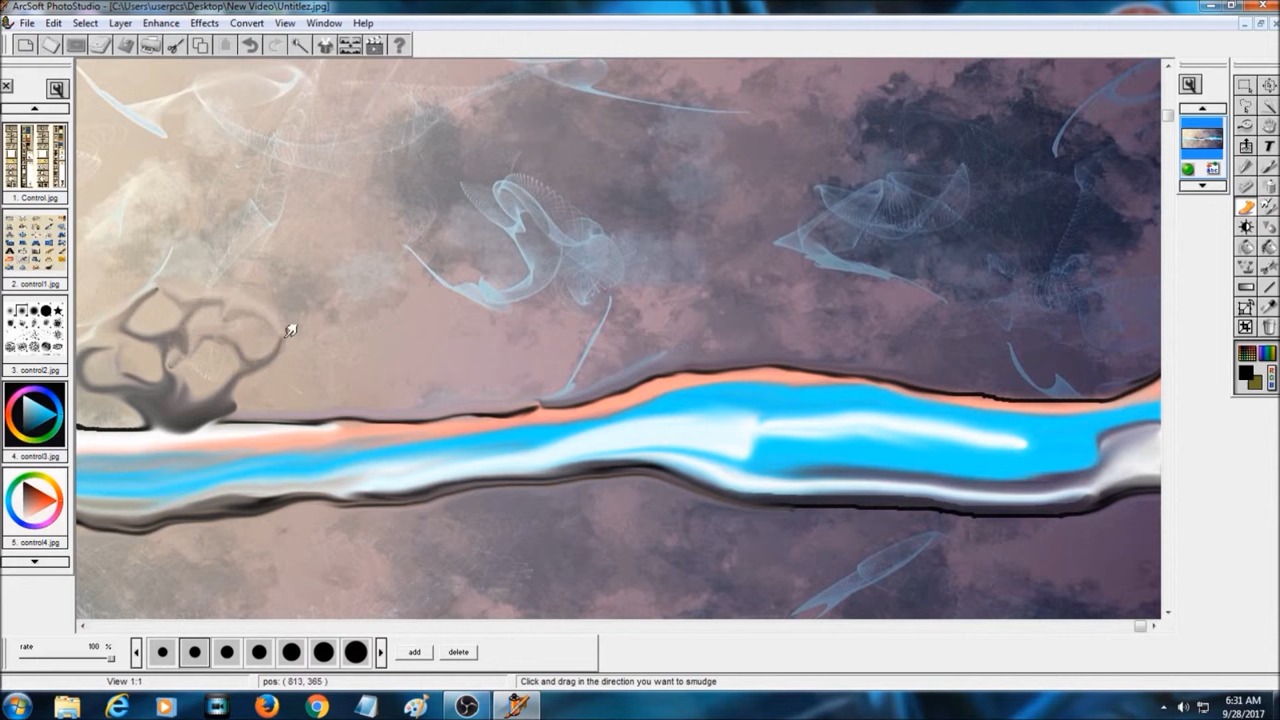 ArcSoft PhotoStudio - [C:\Users\userpcs\Desktop\New Video\Untitlez.jpg]
File Edit Select Layer Enhance Effects Convert View Window Help
1. Control.jpg
2. control1.jpg
3. control2.jpg
4. control3.jpg
5. control4.jpg
rate 100 %
add delete
View 1:1 pos: ( 813, 365 ) Click and drag in the direction you want to smudge
6:31 AM
9/28/2017